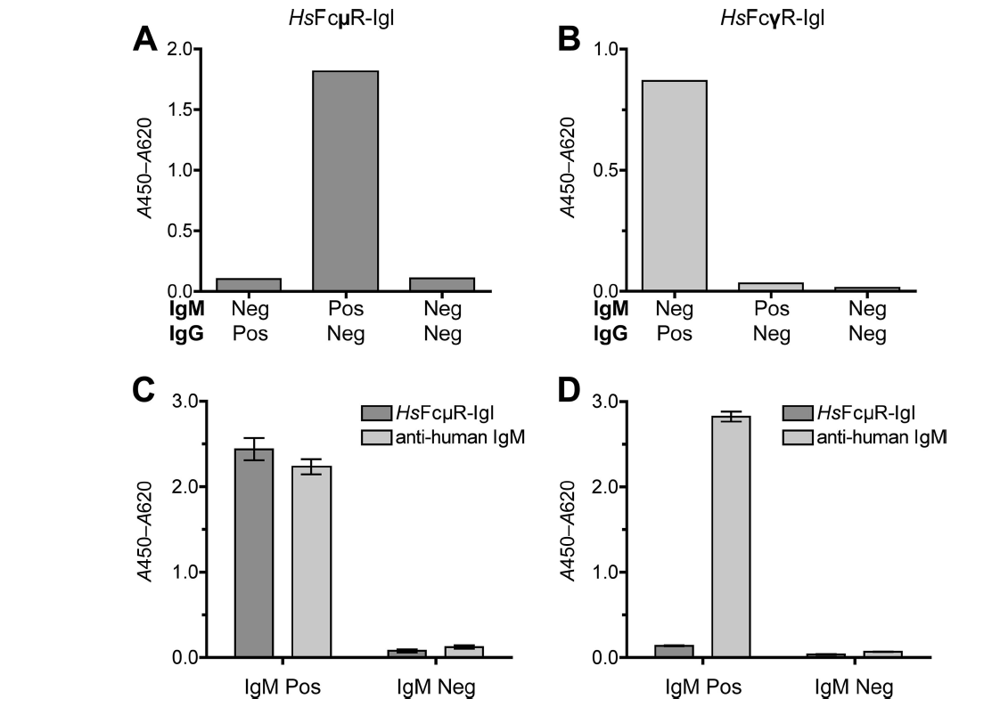 A
HsFcμR-IgI
A450–A620
2.0
1.5
1.0
0.5
0.0
IgM Neg Pos Neg
IgG Pos Neg Neg
B
HsFcγR-IgI
A450–A620
1.0
0.5
0.0
IgM Neg Pos Neg
IgG Pos Neg Neg
C
A450–A620
3.0
2.0
1.0
0.0
HsFcμR-IgI
anti-human IgM
IgM Pos IgM Neg
D
A450–A620
3.0
2.0
1.0
0.0
HsFcμR-IgI
anti-human IgM
IgM Pos IgM Neg